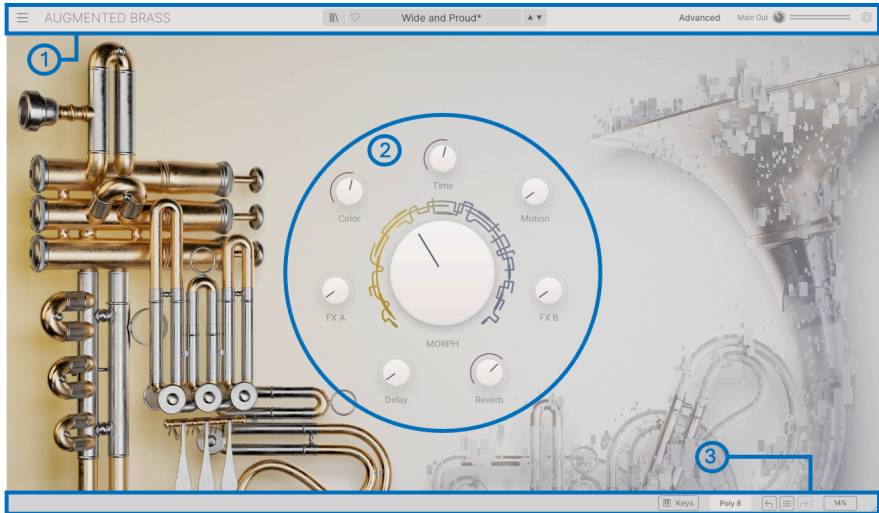 AUGMENTED BRASS
Wide and Proud*
Advanced
Main Out
1
2
Time
Color
Motion
FX A
FX B
MORPH
Delay
Reverb
3
Keys
Poly 8
14%